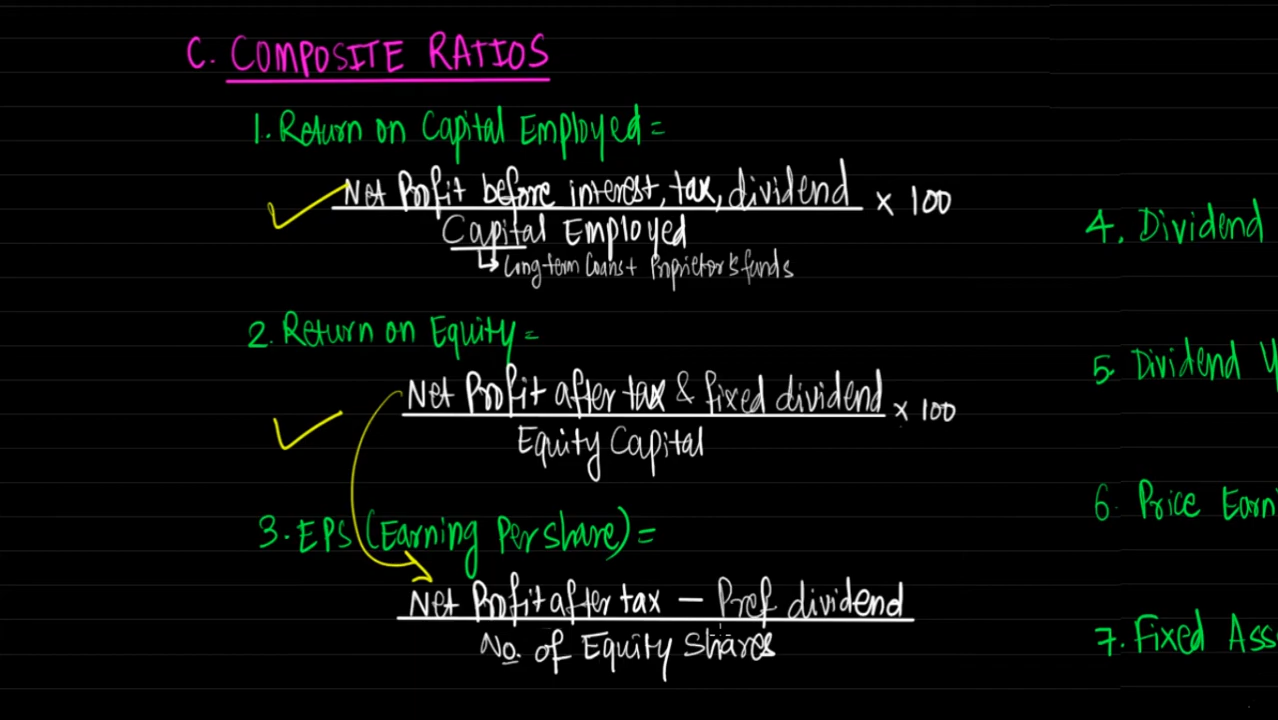 C. COMPOSITE RATIOS
1. Return on Capital Employed =
Net Profit before interest, tax, dividend × 100
Capital Employed
↳ Long-term Loans + Proprietor's funds
2. Return on Equity =
Net Profit after tax & fixed dividend × 100
Equity Capital
3. EPS (Earning Per share) =
Net Profit after tax – Pref dividend
No. of Equity Shares
4. Dividend
5 Dividend Y
6. Price Earn
7. Fixed Ass